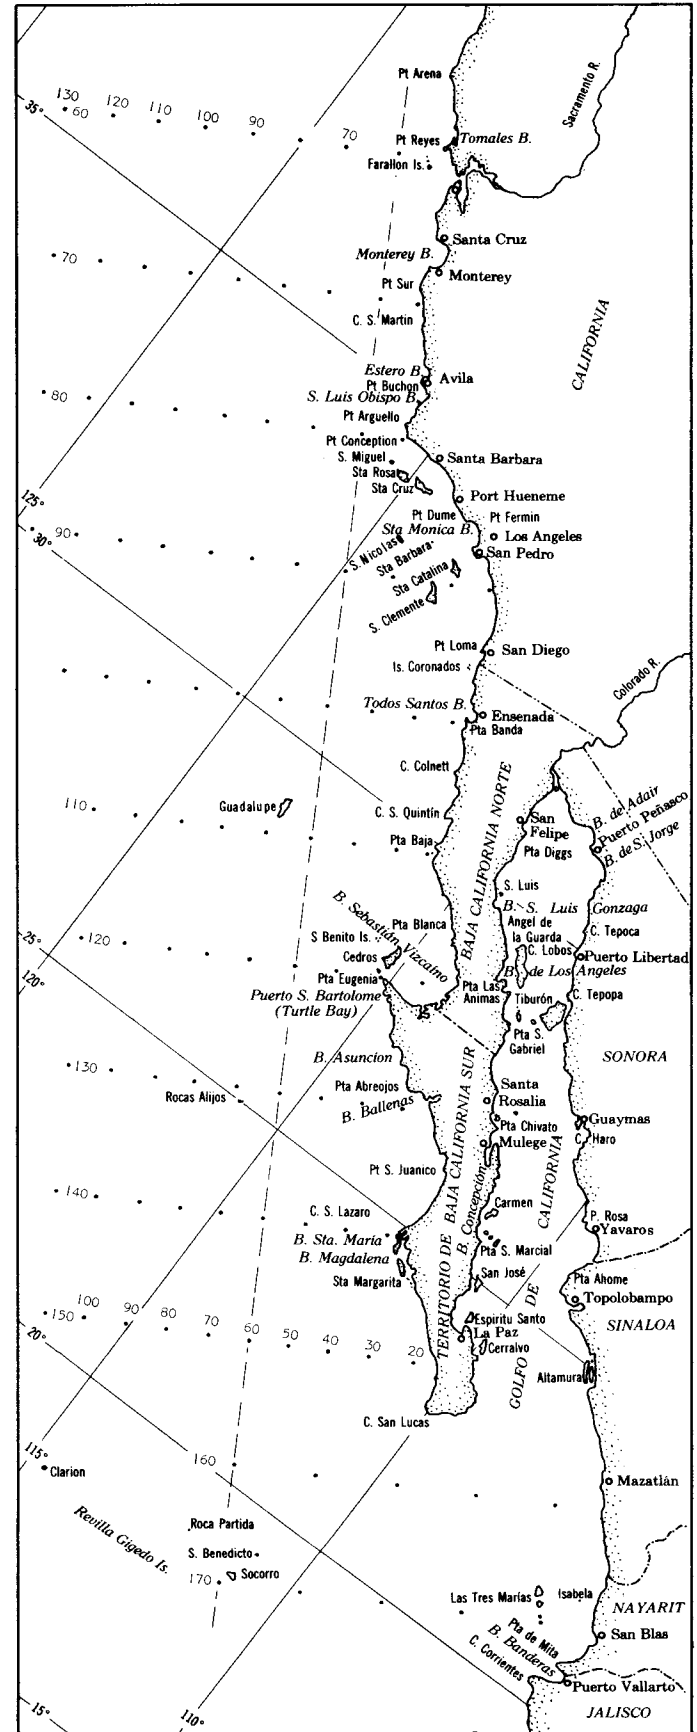 Pt Arena
Sacramento R.
130
60
120
110
100
90
70
35°
Pt Reyes
Tomales B.
Farallon Is.
Santa Cruz
Monterey B.
70
Monterey
Pt Sur
C. S. Martin
CALIFORNIA
Estero B.
Avila
Pt Buchon
80
S. Luis Obispo B.
Pt Arguello
Pt Conception
S. Miguel
Santa Barbara
Sta Rosa
Sta Cruz
125°
Port Hueneme
30°
90
Pt Dume
Pt Fermin
Sta Monica B.
Los Angeles
S. Nicolas
Sta Barbara
San Pedro
Sta Catalina
S. Clemente
Pt Loma
San Diego
Is. Coronados
Colorado R.
Todos Santos B.
Ensenada
Pta Banda
C. Colnett
BAJA CALIFORNIA NORTE
110
Guadalupe
C. S. Quintín
San
Felipe
B. de Adair
Puerto Peñasco
B. de S. Jorge
Pta Baja
Pta Diggs
S. Luis
B. Sebastián Vizcaino
B. S. Luis Gonzaga
25°
120
Pta Blanca
Angel de
la Guarda
C. Tepoca
S Benito Is.
C. Lobos
Cedros
Puerto Libertad
120°
Pta Eugenia
B. de Los Angeles
Puerto S. Bartolome
(Turtle Bay)
Pta Las
Animas
Tiburón
C. Tepopa
Pta S.
Gabriel
B. Asuncion
SONORA
130
Pta Abreojos
Santa
Rosalia
Rocas Alijos
B. Ballenas
Guaymas
Pta Chivato
Mulege
C. Haro
TERRITORIO DE BAJA CALIFORNIA SUR
B. Concepción
GOLFO DE CALIFORNIA
Pt S. Juanico
140
Carmen
C. S. Lazaro
P. Rosa
Yavaros
B. Sta. María
B. Magdalena
Pta S. Marcial
Sta Margarita
San José
Pta Ahome
Topolobampo
150
100
90
80
70
60
50
40
30
20
20°
Espiritu Santo
SINALOA
La Paz
Cerralvo
Altamura
C. San Lucas
115°
160
Clarion
Mazatlán
Revilla Gigedo Is.
Roca Partida
S. Benedicto
170
Socorro
Las Tres Marías
Isabela
NAYARIT
Pta de Mita
San Blas
B. Banderas
C. Corrientes
Puerto Vallarto
15°
110°
JALISCO